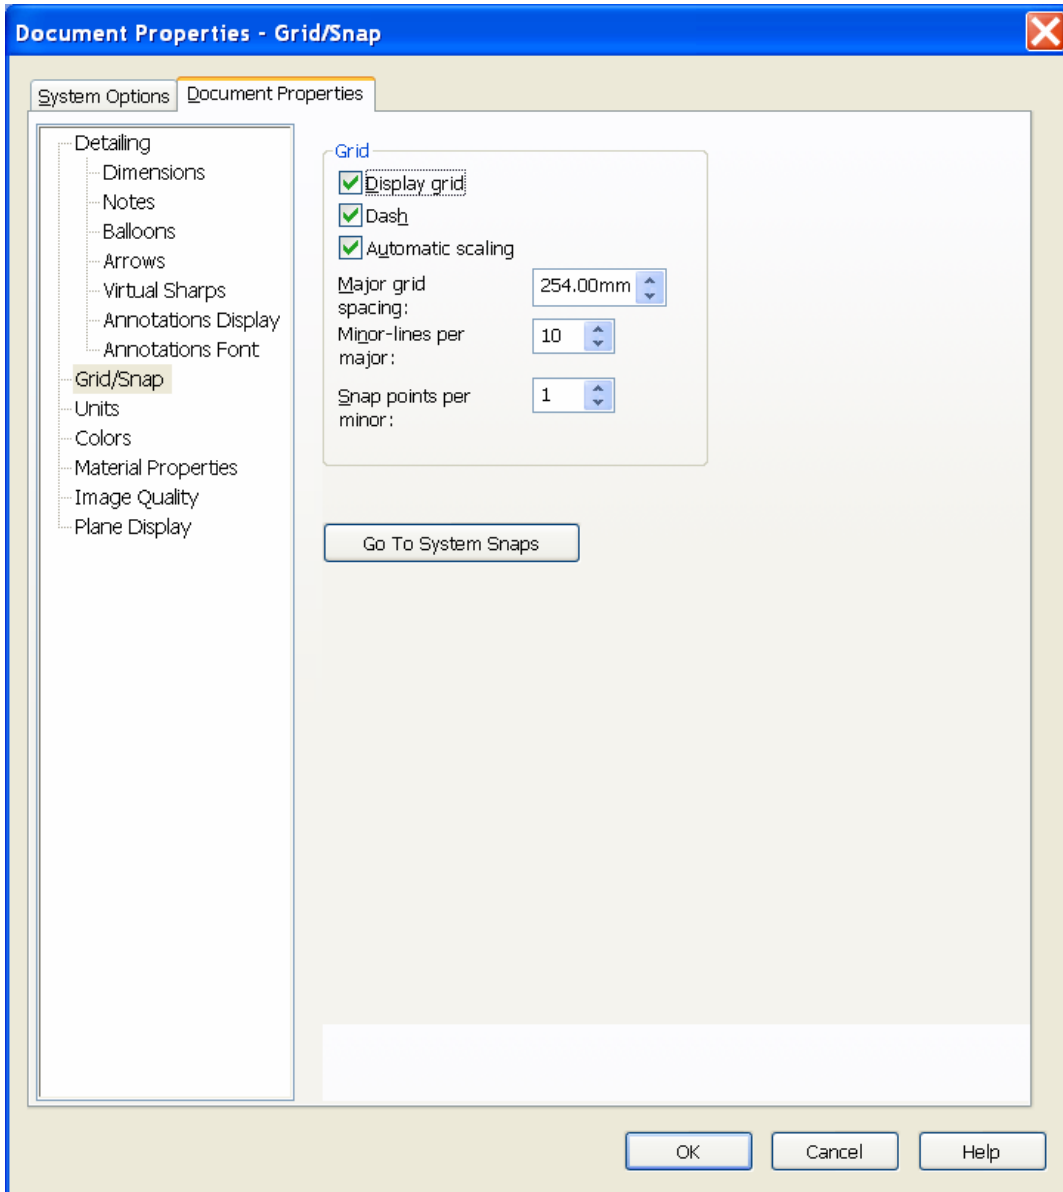 Document Properties - Grid/Snap
System Options
Document Properties
Detailing
Dimensions
Notes
Balloons
Arrows
Virtual Sharps
Annotations Display
Annotations Font
Grid/Snap
Units
Colors
Material Properties
Image Quality
Plane Display
Grid
Display grid
Dash
Automatic scaling
Major grid
spacing:
254.00mm
Minor-lines per
major:
10
Snap points per
minor:
1
Go To System Snaps
OK
Cancel
Help